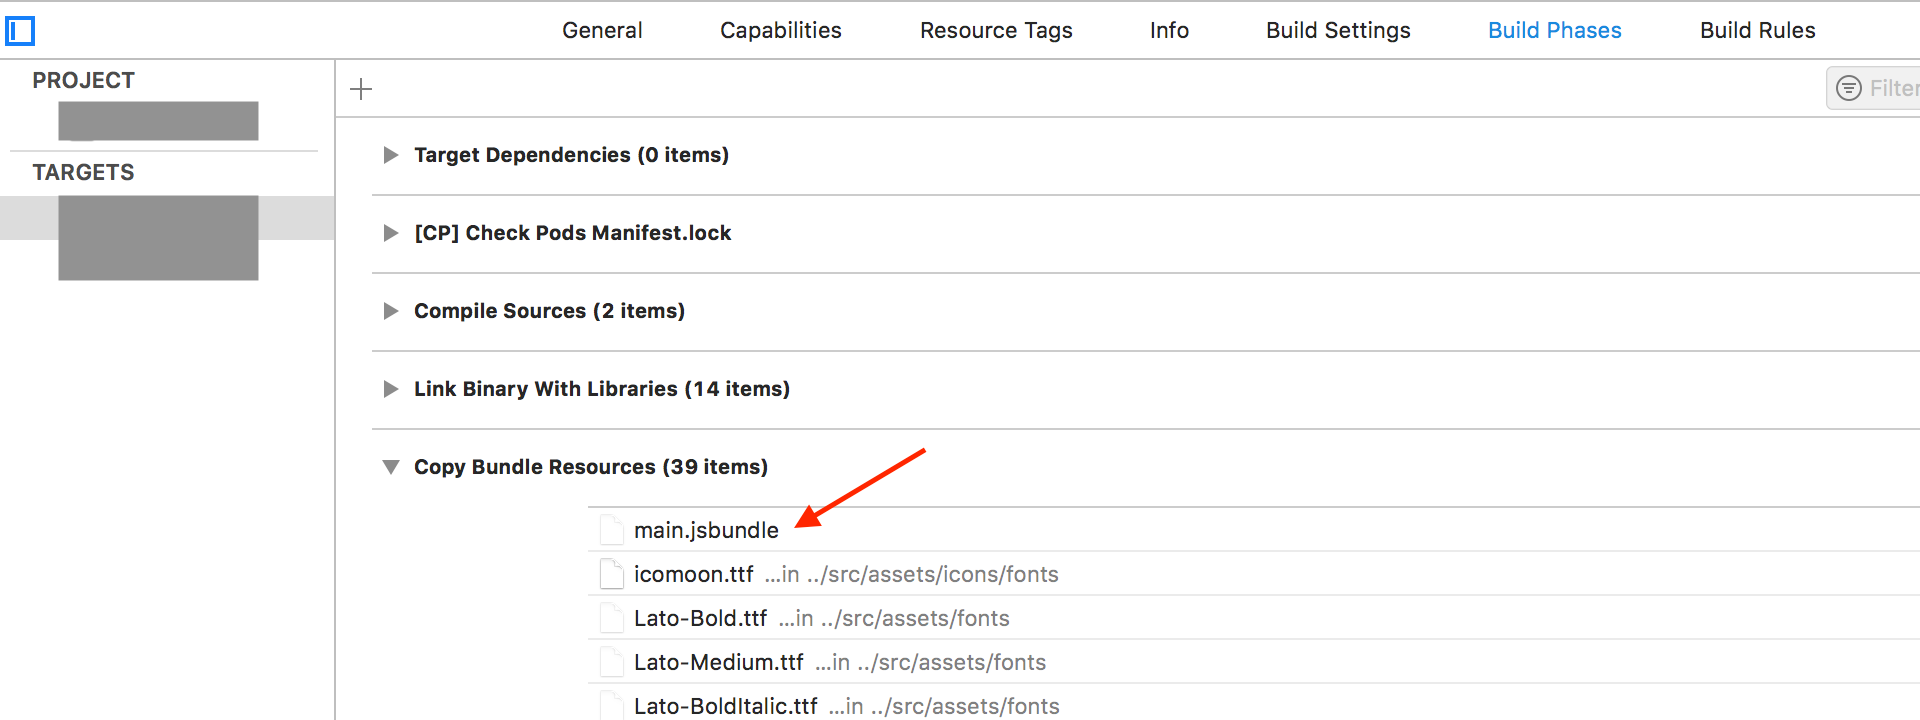 General Capabilities Resource Tags Info Build Settings Build Phases Build Rules
PROJECT
Filter
TARGETS
Target Dependencies (0 items)
[CP] Check Pods Manifest.lock
Compile Sources (2 items)
Link Binary With Libraries (14 items)
Copy Bundle Resources (39 items)
main.jsbundle
icomoon.ttf ...in ../src/assets/icons/fonts
Lato-Bold.ttf ...in ../src/assets/fonts
Lato-Medium.ttf ...in ../src/assets/fonts
Lato-BoldItalic.ttf ...in ../src/assets/fonts